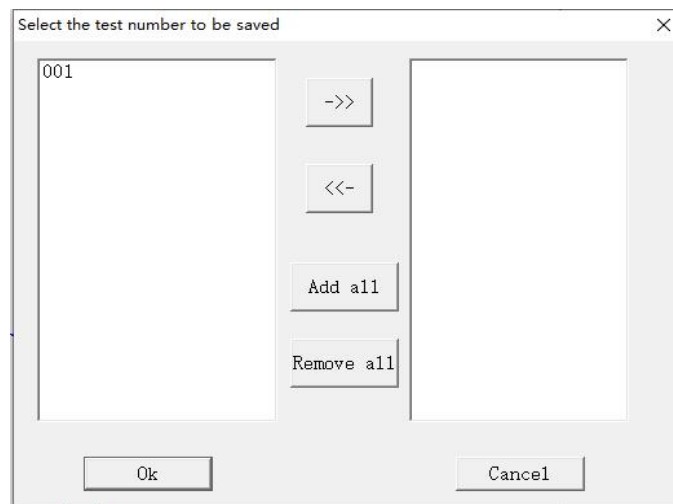 Select the test number to be saved
001
->>
<<-
Add all
Remove all
Ok
Cancel